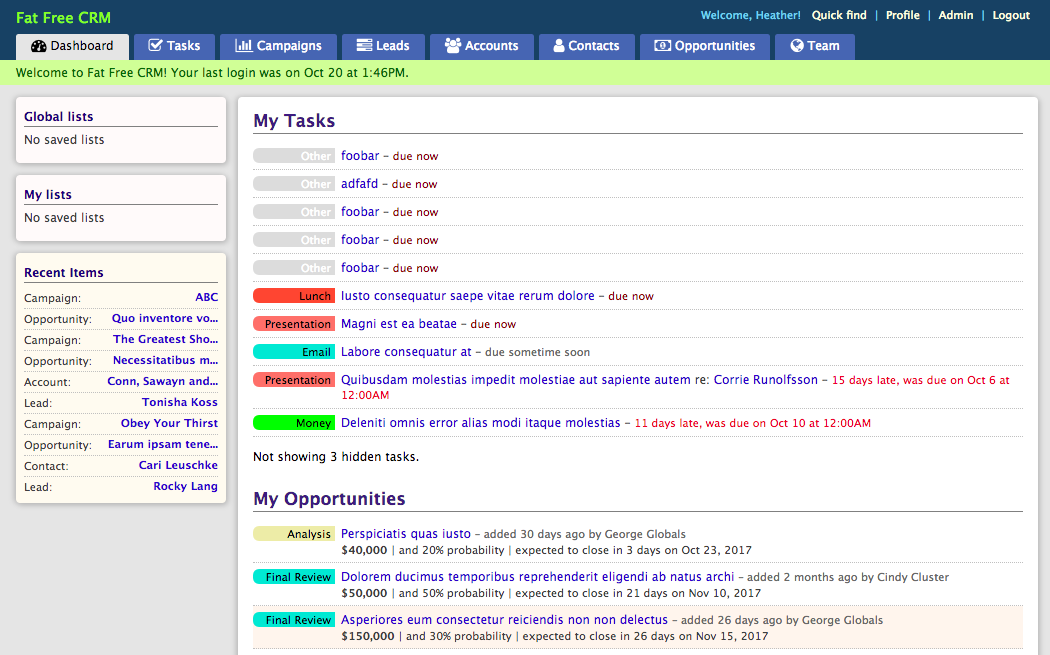 Fat Free CRM
Welcome, Heather! Quick find | Profile | Admin | Logout
Dashboard Tasks Campaigns Leads Accounts Contacts Opportunities Team
Welcome to Fat Free CRM! Your last login was on Oct 20 at 1:46PM.
Global lists
No saved lists
My lists
No saved lists
Recent Items
Campaign: ABC
Opportunity: Quo inventore vo...
Campaign: The Greatest Sho...
Opportunity: Necessitatibus m...
Account: Conn, Sawayn and...
Lead: Tonisha Koss
Campaign: Obey Your Thirst
Opportunity: Earum ipsam tene...
Contact: Cari Leuschke
Lead: Rocky Lang
My Tasks
Other foobar – due now
Other adfafd – due now
Other foobar – due now
Other foobar – due now
Other foobar – due now
Lunch Iusto consequatur saepe vitae rerum dolore – due now
Presentation Magni est ea beatae – due now
Email Labore consequatur at – due sometime soon
Presentation Quibusdam molestias impedit molestiae aut sapiente autem re: Corrie Runolfsson – 15 days late, was due on Oct 6 at
12:00AM
Money Deleniti omnis error alias modi itaque molestias – 11 days late, was due on Oct 10 at 12:00AM
Not showing 3 hidden tasks.
My Opportunities
Analysis Perspiciatis quas iusto – added 30 days ago by George Globals
$40,000 | and 20% probability | expected to close in 3 days on Oct 23, 2017
Final Review Dolorem ducimus temporibus reprehenderit eligendi ab natus archi – added 2 months ago by Cindy Cluster
$50,000 | and 50% probability | expected to close in 21 days on Nov 10, 2017
Final Review Asperiores eum consectetur reiciendis non non delectus – added 26 days ago by George Globals
$150,000 | and 30% probability | expected to close in 26 days on Nov 15, 2017